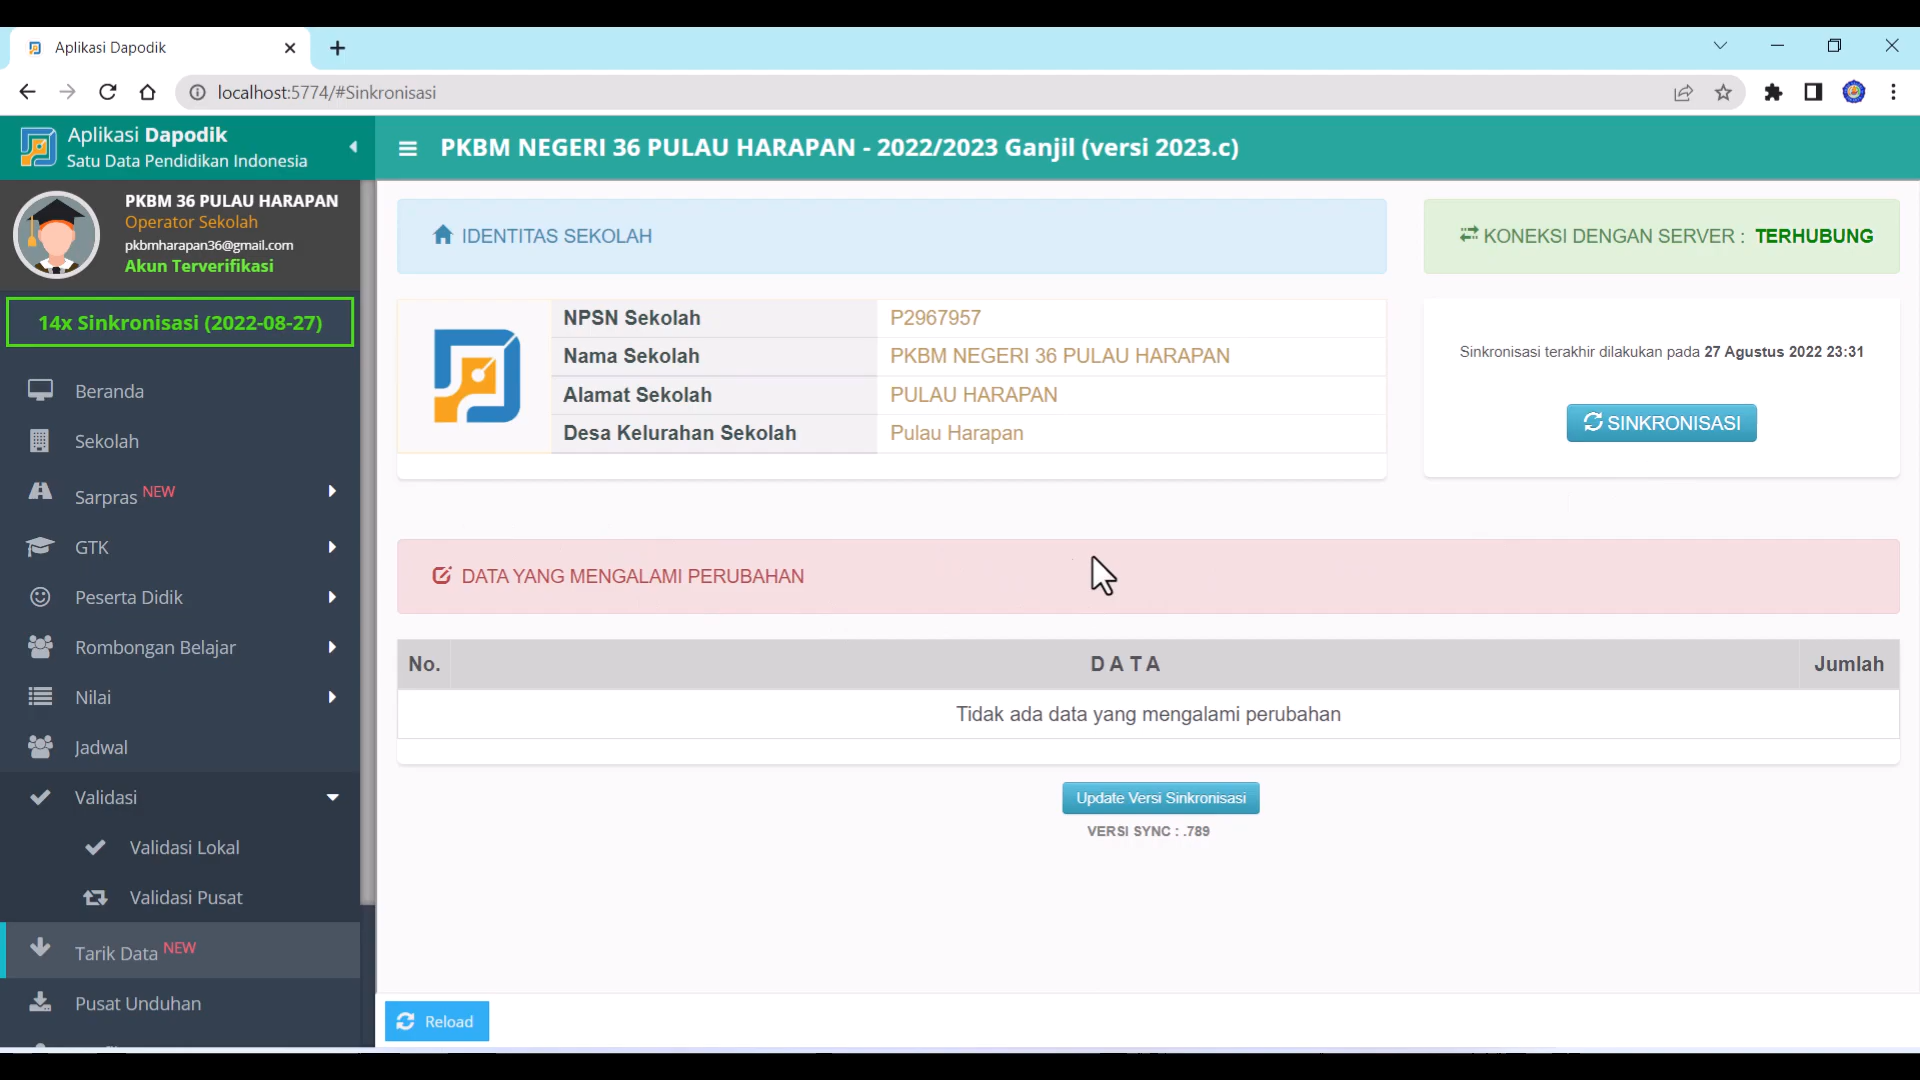 Aplikasi Dapodik
localhost:5774/#Sinkronisasi
Aplikasi Dapodik
Satu Data Pendidikan Indonesia
PKBM NEGERI 36 PULAU HARAPAN - 2022/2023 Ganjil (versi 2023.c)
PKBM 36 PULAU HARAPAN
Operator Sekolah
pkbmharapan36@gmail.com
Akun Terverifikasi
14x Sinkronisasi (2022-08-27)
Beranda
Sekolah
Sarpras NEW
GTK
Peserta Didik
Rombongan Belajar
Nilai
Jadwal
Validasi
Validasi Lokal
Validasi Pusat
Tarik Data NEW
Pusat Unduhan
IDENTITAS SEKOLAH
NPSN Sekolah P2967957
Nama Sekolah PKBM NEGERI 36 PULAU HARAPAN
Alamat Sekolah PULAU HARAPAN
Desa Kelurahan Sekolah Pulau Harapan
KONEKSI DENGAN SERVER : TERHUBUNG
Sinkronisasi terakhir dilakukan pada 27 Agustus 2022 23:31
SINKRONISASI
DATA YANG MENGALAMI PERUBAHAN
No. D A T A Jumlah
Tidak ada data yang mengalami perubahan
Update Versi Sinkronisasi
VERSI SYNC : .789
Reload